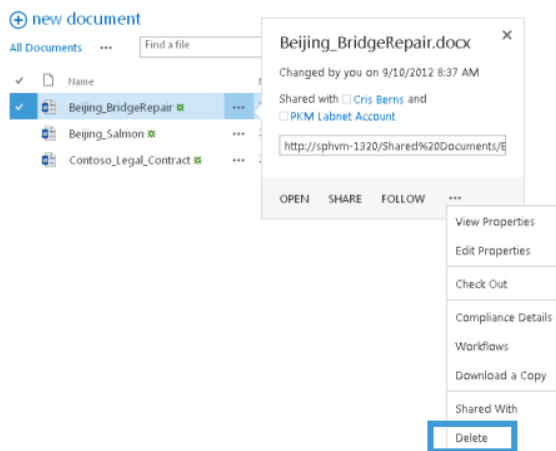 new document
All Documents ... Find a file
Name
Beijing_BridgeRepair ...
Beijing_Salmon ...
Contoso_Legal_Contract ...
Beijing_BridgeRepair.docx
Changed by you on 9/10/2012 8:37 AM
Shared with Cris Berns and
PKM Labnet Account
http://sphvm-1320/Shared%20Documents/B
OPEN SHARE FOLLOW ...
View Properties
Edit Properties
Check Out
Compliance Details
Workflows
Download a Copy
Shared With
Delete